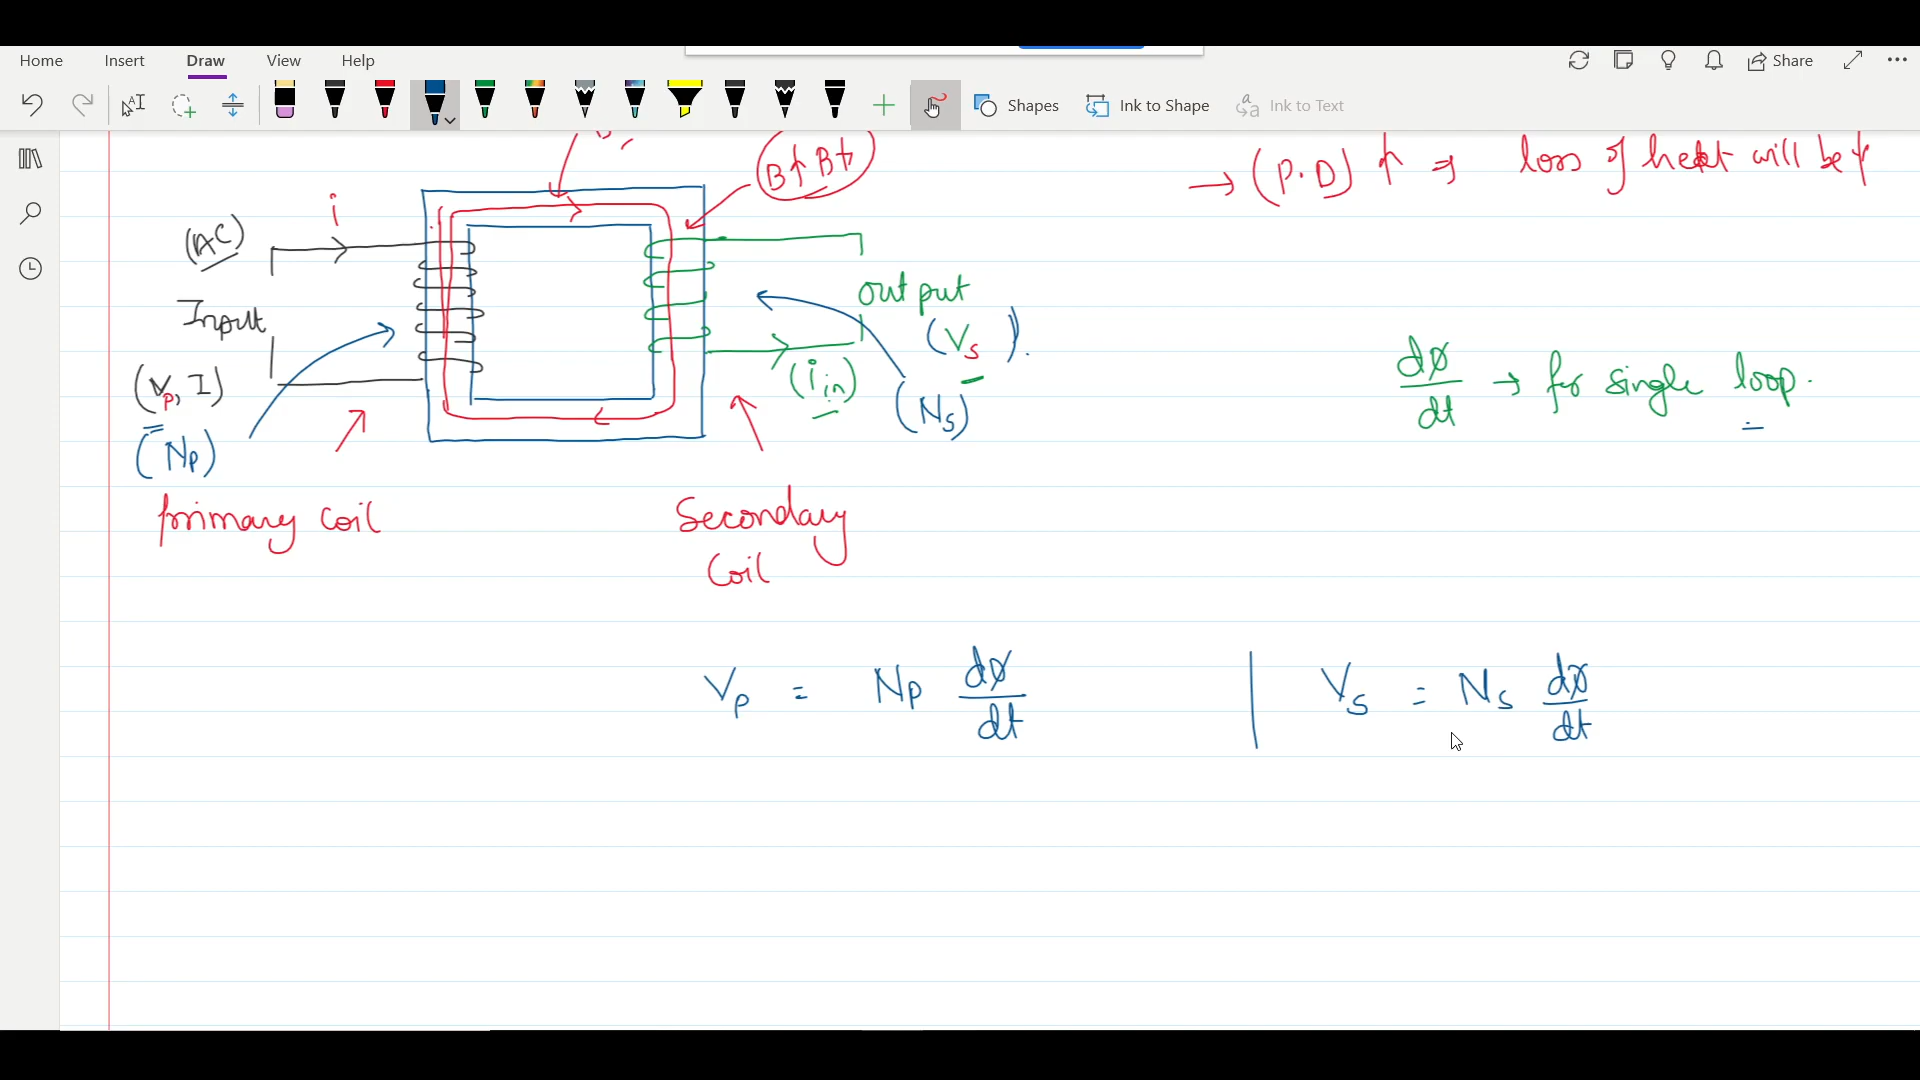 Home Insert Draw View Help Share
Shapes Ink to Shape Ink to Text
B↑ B↓
→ (P.D) ↑ ⇒ loss of heat will be ↓
i
(AC)
Input
output
(Vs).
(Vp, I)
(i in)
(Np)
(Ns)
dφ/dt → for single loop.
primary coil
Secondary
Coil
Vp = Np dφ/dt | Vs = Ns dφ/dt